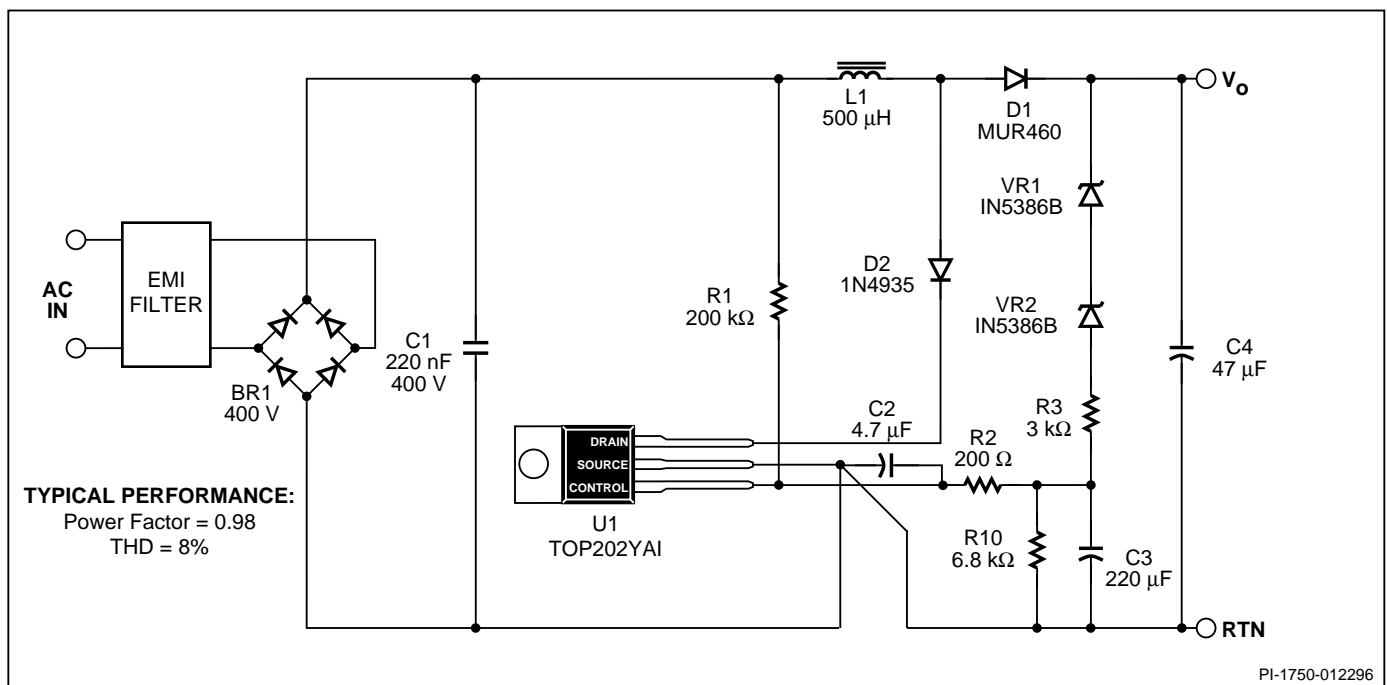 AC
IN
EMI
FILTER
BR1
400 V
C1
220 nF
400 V
R1
200 kΩ
L1
500 µH
D1
MUR460
V_O
D2
1N4935
VR1
IN5386B
VR2
IN5386B
C4
47 µF
R3
3 kΩ
C2
4.7 µF
R2
200 Ω
DRAIN
SOURCE
CONTROL
U1
TOP202YAI
R10
6.8 kΩ
C3
220 µF
RTN
TYPICAL PERFORMANCE:
Power Factor = 0.98
THD = 8%
PI-1750-012296